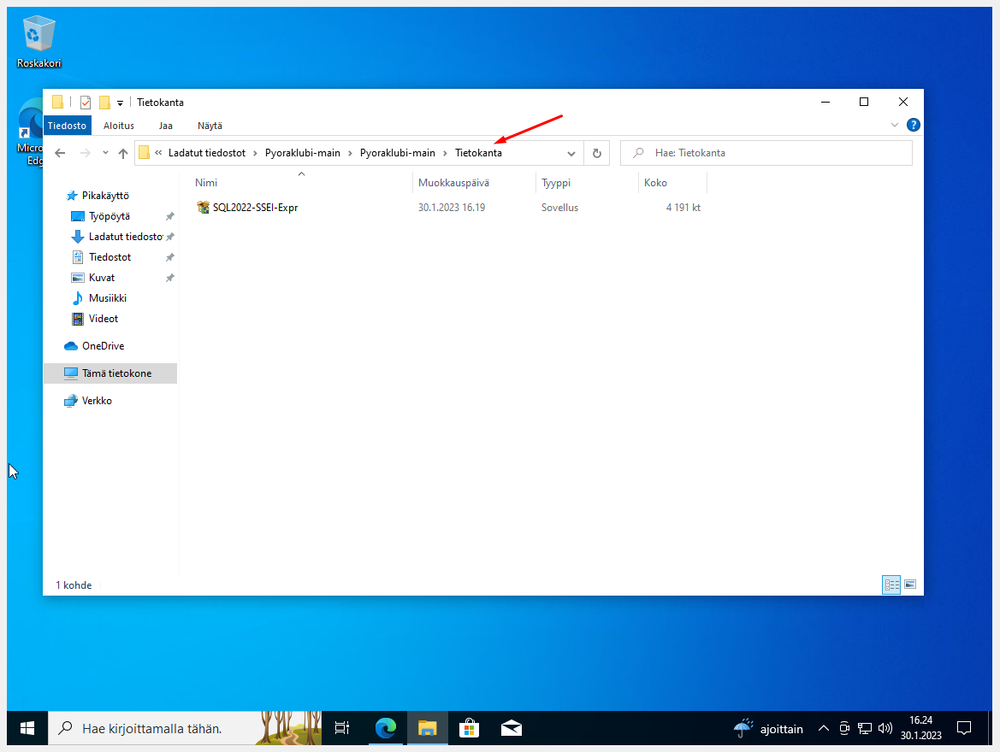 Roskakori
Micro
Edg
Tietokanta
Tiedosto Aloitus Jaa Näytä
« Ladatut tiedostot > Pyoraklubi-main > Pyoraklubi-main > Tietokanta
Hae: Tietokanta
Nimi Muokkauspäivä Tyyppi Koko
SQL2022-SSEI-Expr 30.1.2023 16.19 Sovellus 4 191 kt
Pikakäyttö
Työpöytä
Ladatut tiedosto
Tiedostot
Kuvat
Musiikki
Videot
OneDrive
Tämä tietokone
Verkko
1 kohde
Hae kirjoittamalla tähän.
ajoittain
16.24
30.1.2023